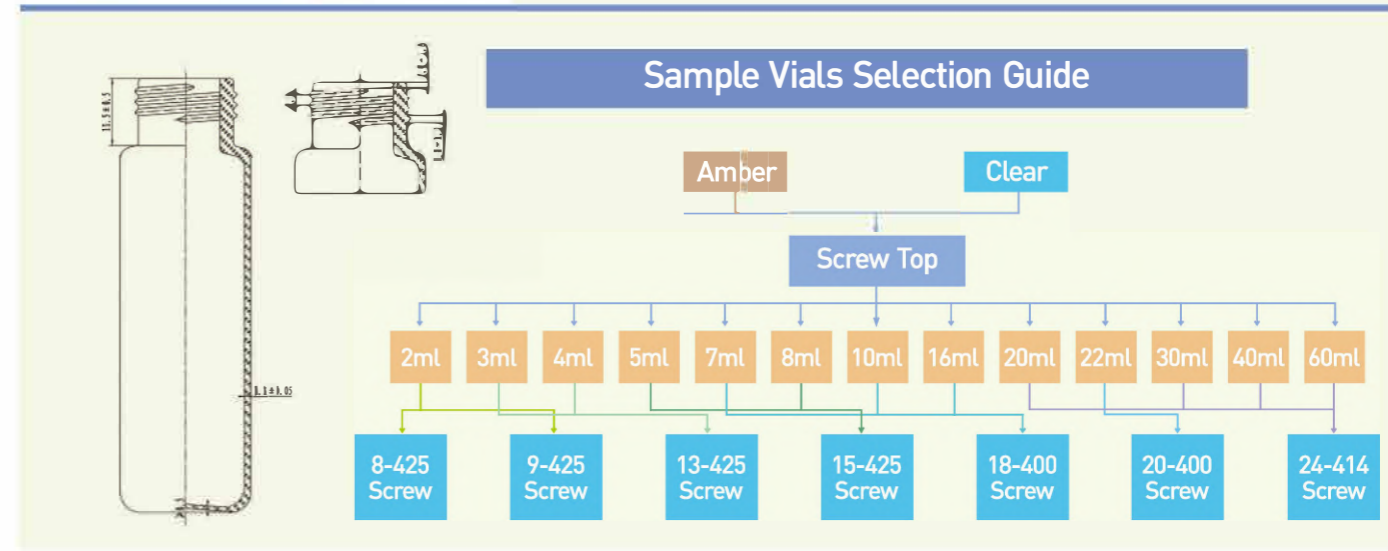 Sample Vials Selection Guide
Amber
Clear
Screw Top
2ml
3ml
4ml
5ml
7ml
8ml
10ml
16ml
20ml
22ml
30ml
40ml
60ml
8-425
Screw
9-425
Screw
13-425
Screw
15-425
Screw
18-400
Screw
20-400
Screw
24-414
Screw